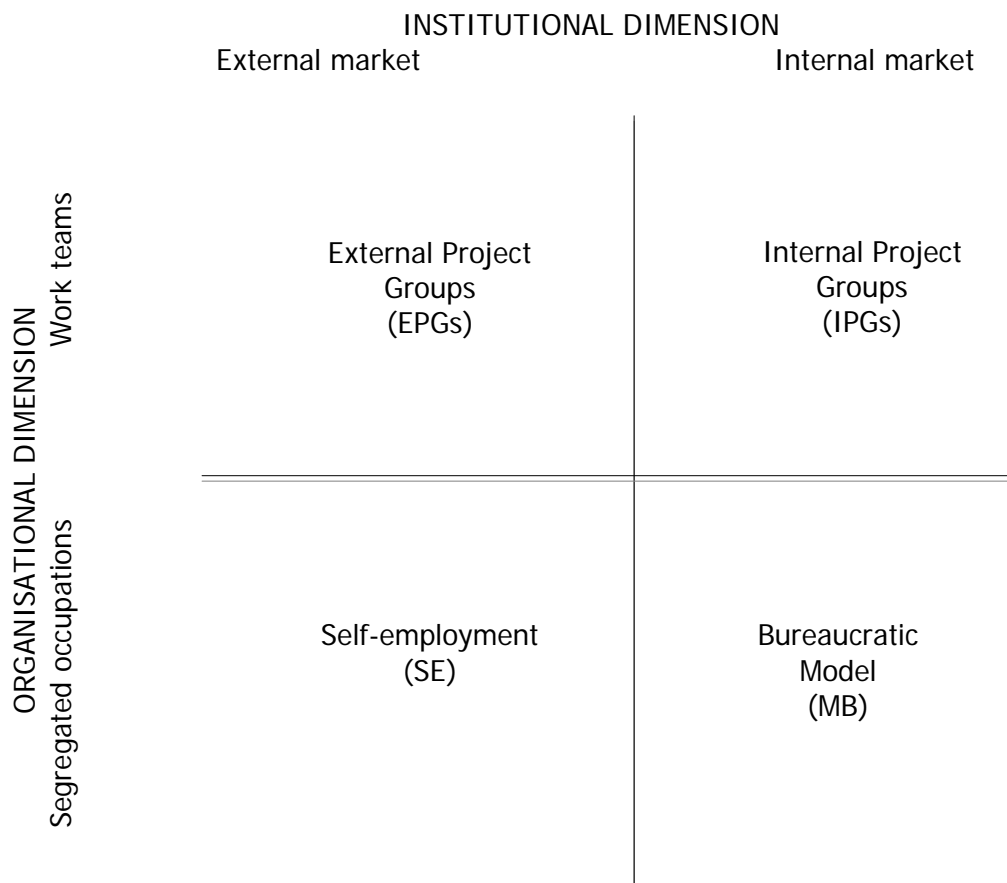 INSTITUTIONAL DIMENSION
External market
Internal market
ORGANISATIONAL DIMENSION
Work teams
External Project
Groups
(EPGs)
Internal Project
Groups
(IPGs)
Segregated occupations
Self-employment
(SE)
Bureaucratic
Model
(MB)